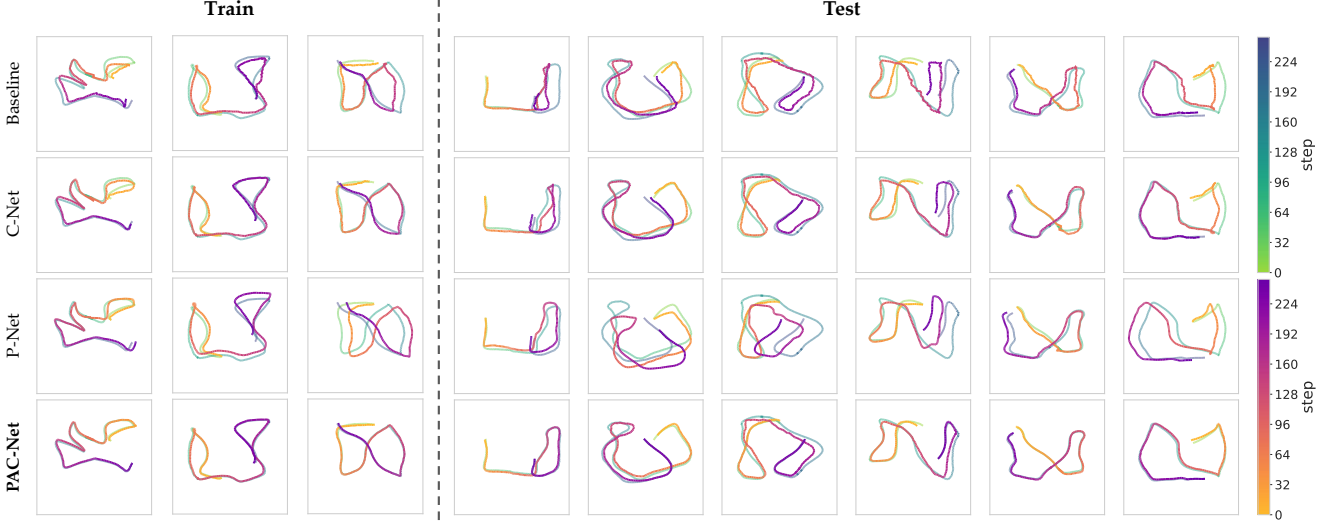 Train Test
Baseline
C-Net
P-Net
PAC-Net
224
192
160
128
96
64
32
0
step
224
192
160
128
96
64
32
0
step